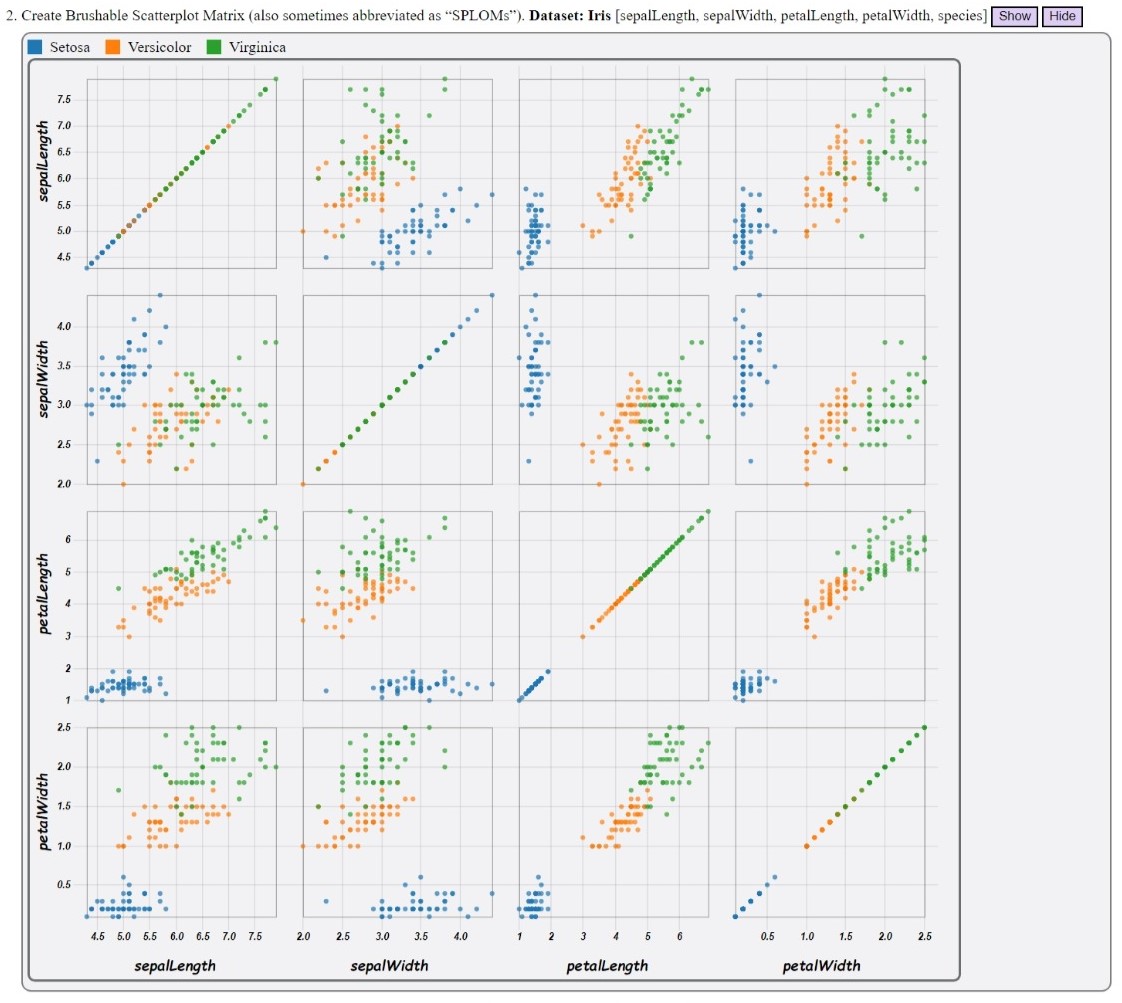 2. Create Brushable Scatterplot Matrix (also sometimes abbreviated as “SPLOMs”). Dataset: Iris [sepalLength, sepalWidth, petalLength, petalWidth, species] Show Hide
Setosa Versicolor Virginica
sepalLength
7.5
7.0
6.5
6.0
5.5
5.0
4.5
sepalWidth
4.0
3.5
3.0
2.5
2.0
petalLength
6
5
4
3
2
1
petalWidth
2.5
2.0
1.5
1.0
0.5
4.5 5.0 5.5 6.0 6.5 7.0 7.5 2.0 2.5 3.0 3.5 4.0 1 2 3 4 5 6 0.5 1.0 1.5 2.0 2.5
sepalLength sepalWidth petalLength petalWidth